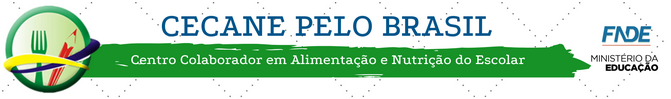 CECANE PELO BRASIL
Centro Colaborador em Alimentação e Nutrição do Escolar
FNDE
MINISTÉRIO DA
EDUCAÇÃO